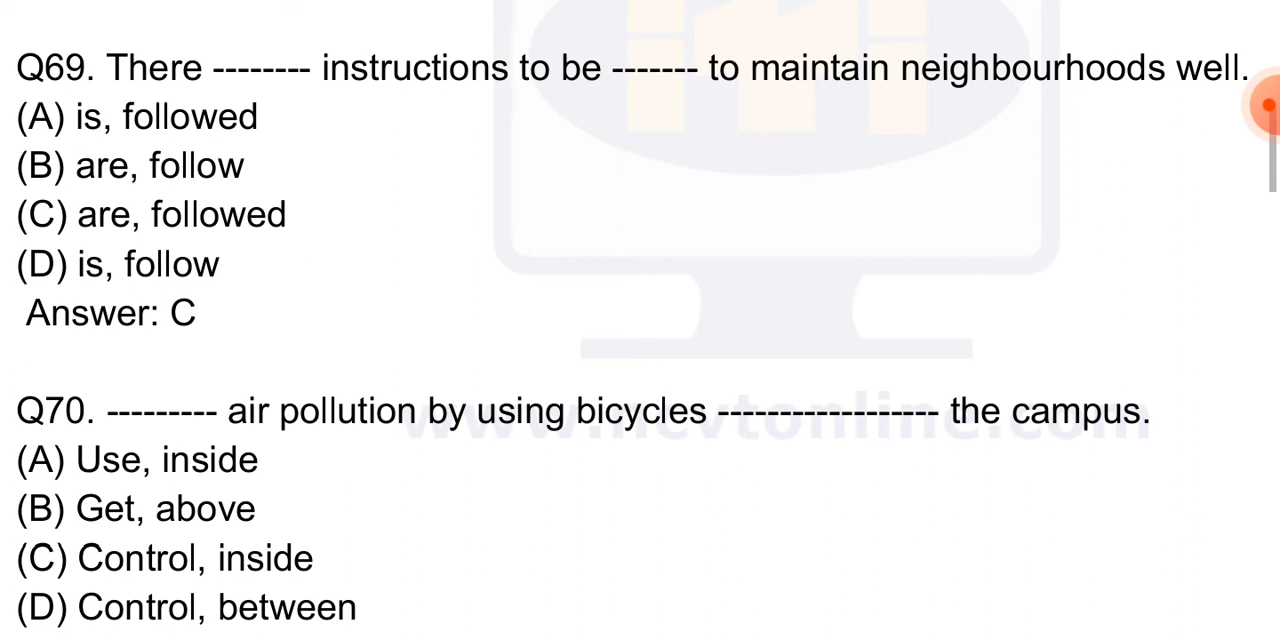 Q69. There -------- instructions to be ------- to maintain neighbourhoods well.
(A) is, followed
(B) are, follow
(C) are, followed
(D) is, follow
Answer: C
Q70. --------- air pollution by using bicycles ------------------ the campus.
(A) Use, inside
(B) Get, above
(C) Control, inside
(D) Control, between